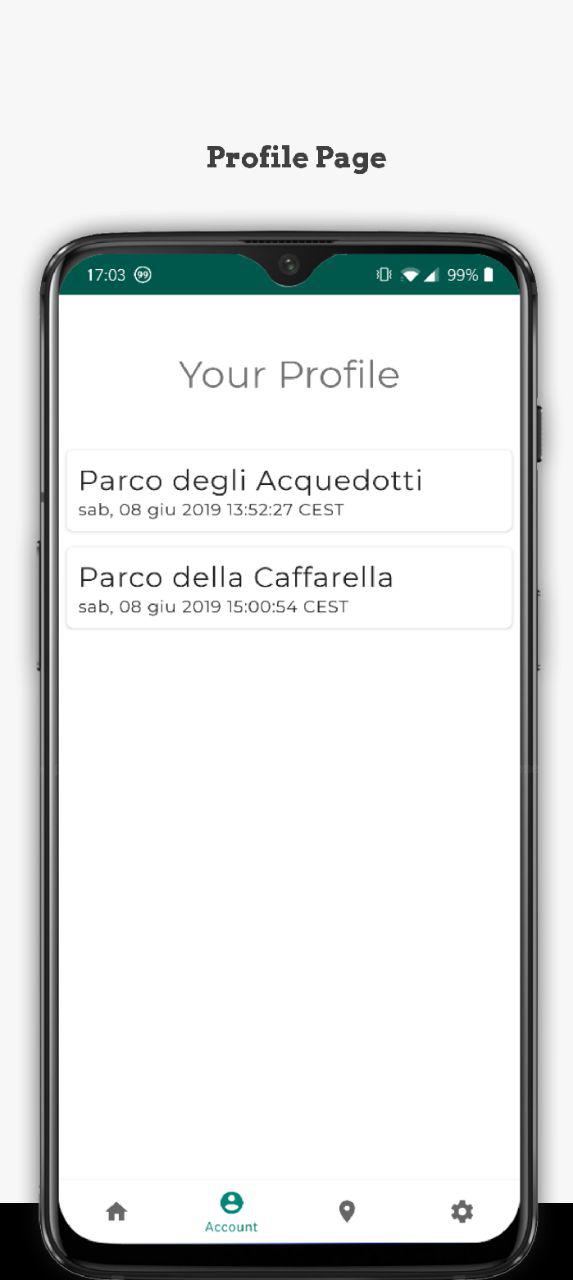 Profile Page
17:03 99 99%
Your Profile
Parco degli Acquedotti
sab, 08 giu 2019 13:52:27 CEST
Parco della Caffarella
sab, 08 giu 2019 15:00:54 CEST
Account